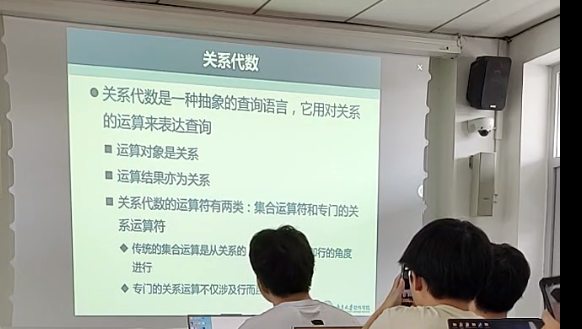 关系代数
关系代数是一种抽象的查询语言，它用对关系
的运算来表达查询
运算对象是关系
运算结果亦为关系
关系代数的运算符有两类：集合运算符和专门的关
系运算符
传统的集合运算是从关系的 行的角度
进行
专门的关系运算不仅涉及行而